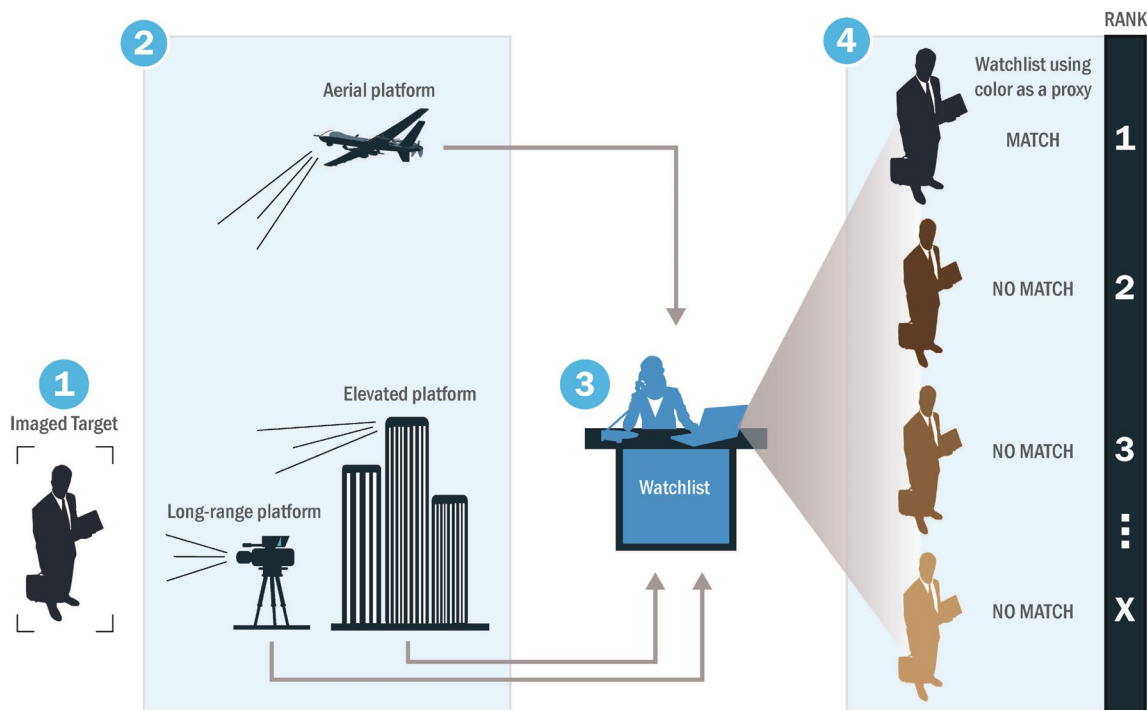 1
Imaged Target
2
Aerial platform
Elevated platform
Long-range platform
3
Watchlist
4
RANK
Watchlist using
color as a proxy
MATCH
1
NO MATCH
2
NO MATCH
3
⋮
NO MATCH
X